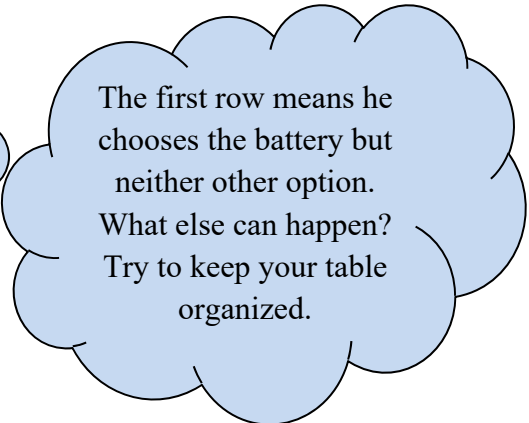 The first row means he
chooses the battery but
neither other option.
What else can happen?
Try to keep your table
organized.